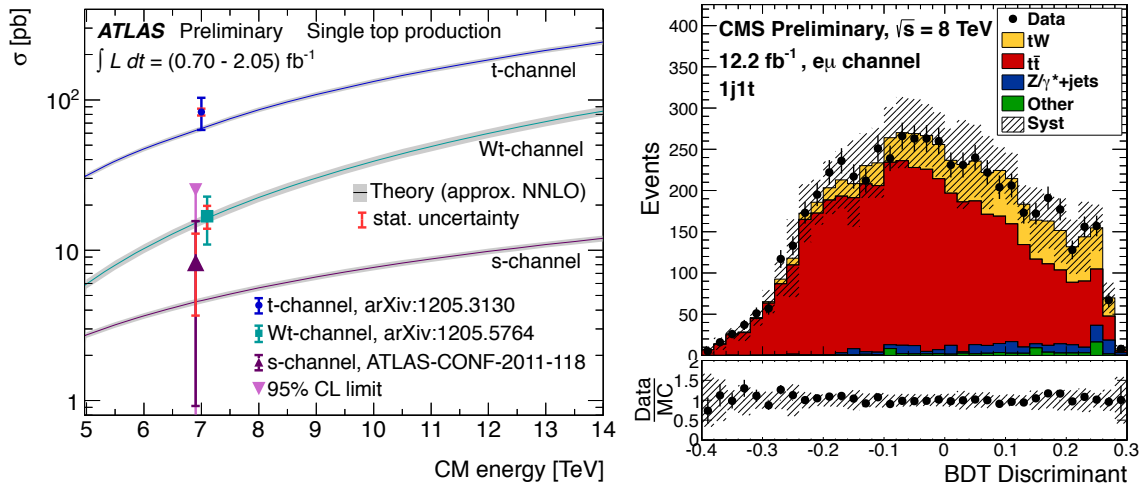 σ [pb]
ATLAS Preliminary Single top production
∫ L dt = (0.70 - 2.05) fb⁻¹
t-channel
10²
Wt-channel
Theory (approx. NNLO)
stat. uncertainty
10
s-channel
t-channel, arXiv:1205.3130
Wt-channel, arXiv:1205.5764
s-channel, ATLAS-CONF-2011-118
95% CL limit
1
5 6 7 8 9 10 11 12 13 14
CM energy [TeV]
Events
400
350
300
250
200
150
100
50
0
CMS Preliminary, √s = 8 TeV
12.2 fb⁻¹ , eμ channel
1j1t
Data
tW
tt̄
Z/γ*+jets
Other
Syst
Data
MC
2
1.5
1
0.5
0
-0.4 -0.3 -0.2 -0.1 0 0.1 0.2 0.3
BDT Discriminant